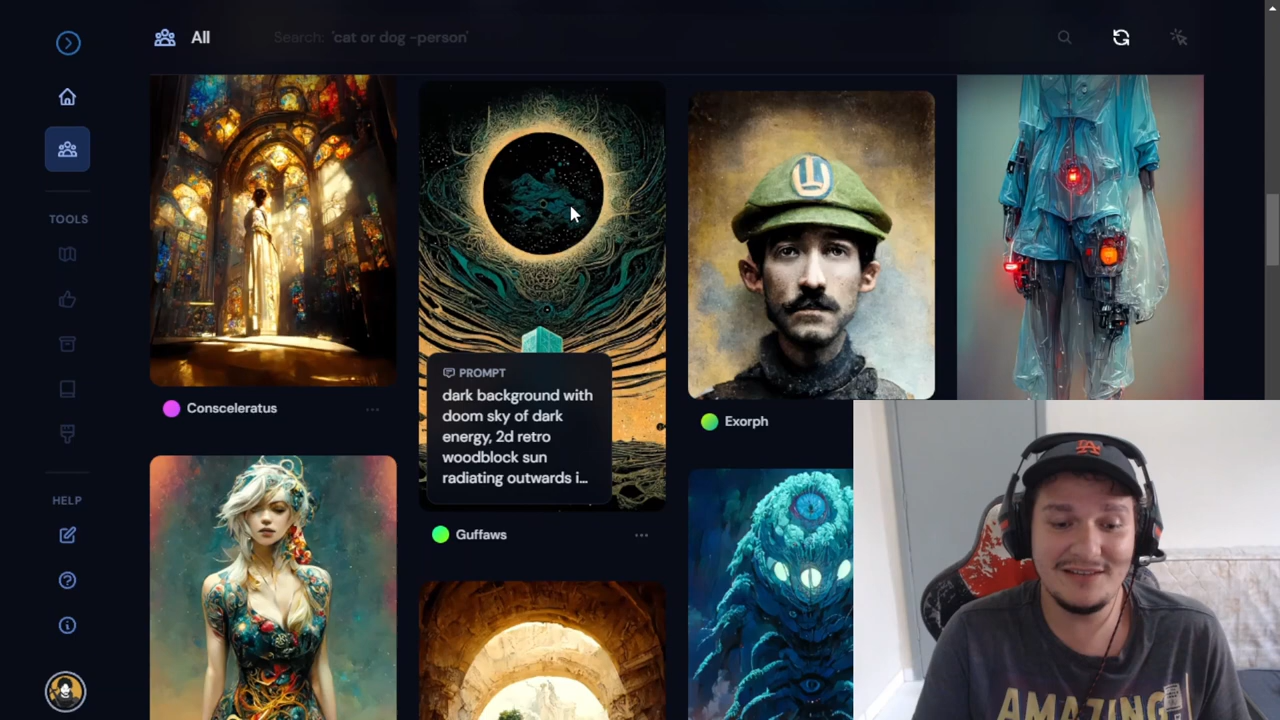 All
Search: 'cat or dog -person'
TOOLS
PROMPT
dark background with
doom sky of dark
energy, 2d retro
woodblock sun
radiating outwards i...
Consceleratus
Exorph
Guffaws
HELP
LA
AMAZING